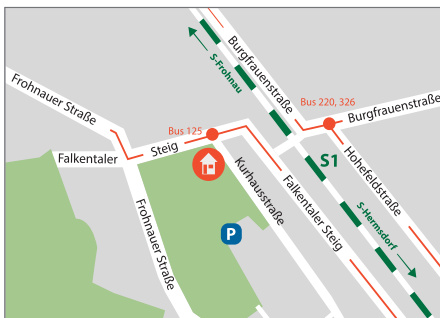 Burgfrauenstraße
S-Frohnau
Frohnauer Straße
Bus 220, 326
Burgfrauenstraße
Bus 125
Falkentaler
Steig
S1
Hohefeldstraße
Kurhausstraße
Falkentaler Steig
Frohnauer Straße
S-Hermsdorf
P